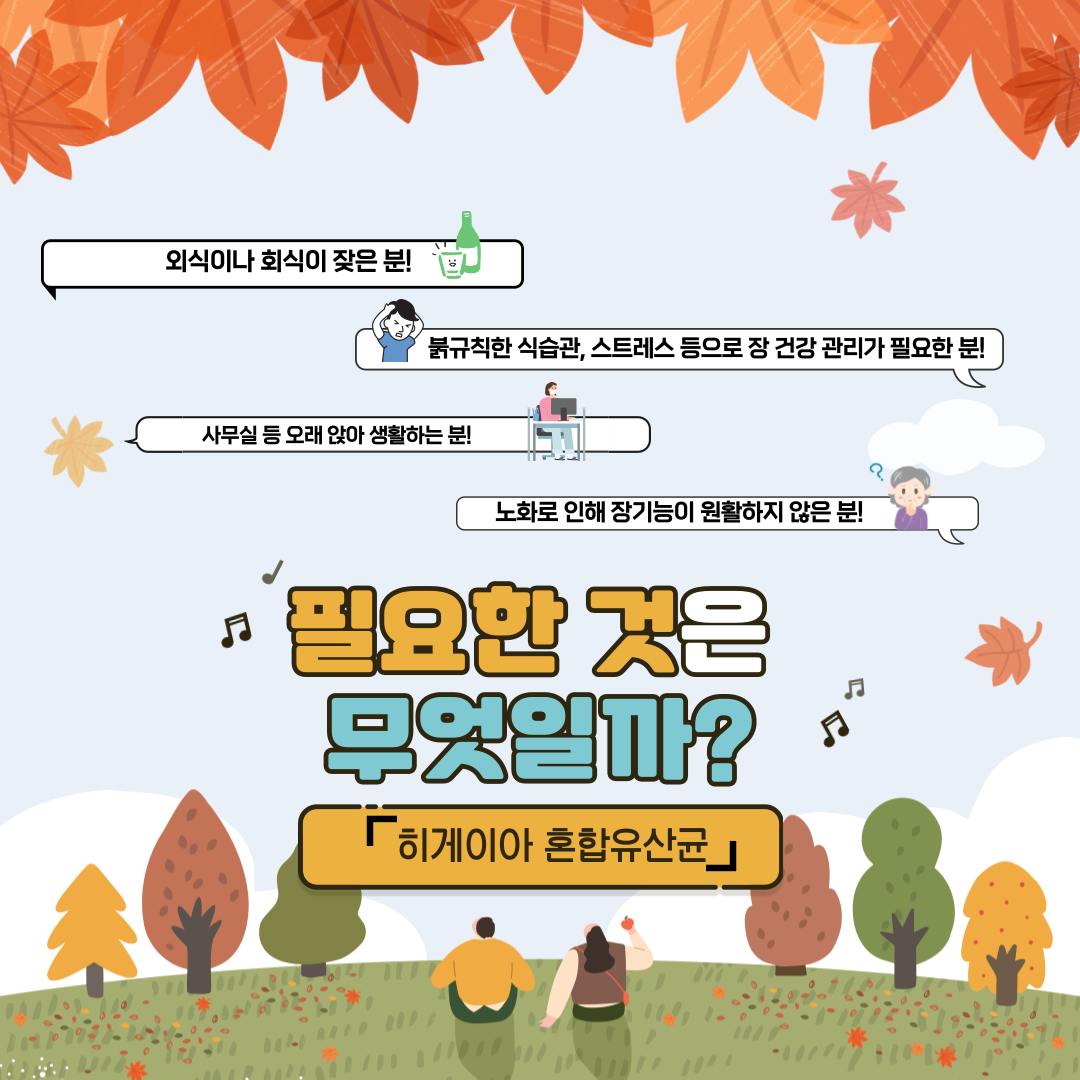 외식이나 회식이 잦은 분!
붉규칙한 식습관, 스트레스 등으로 장 건강 관리가 필요한 분!
사무실 등 오래 앉아 생활하는 분!
노화로 인해 장기능이 원활하지 않은 분!
필요한 것은
무엇일까?
「히게이아 혼합유산균」